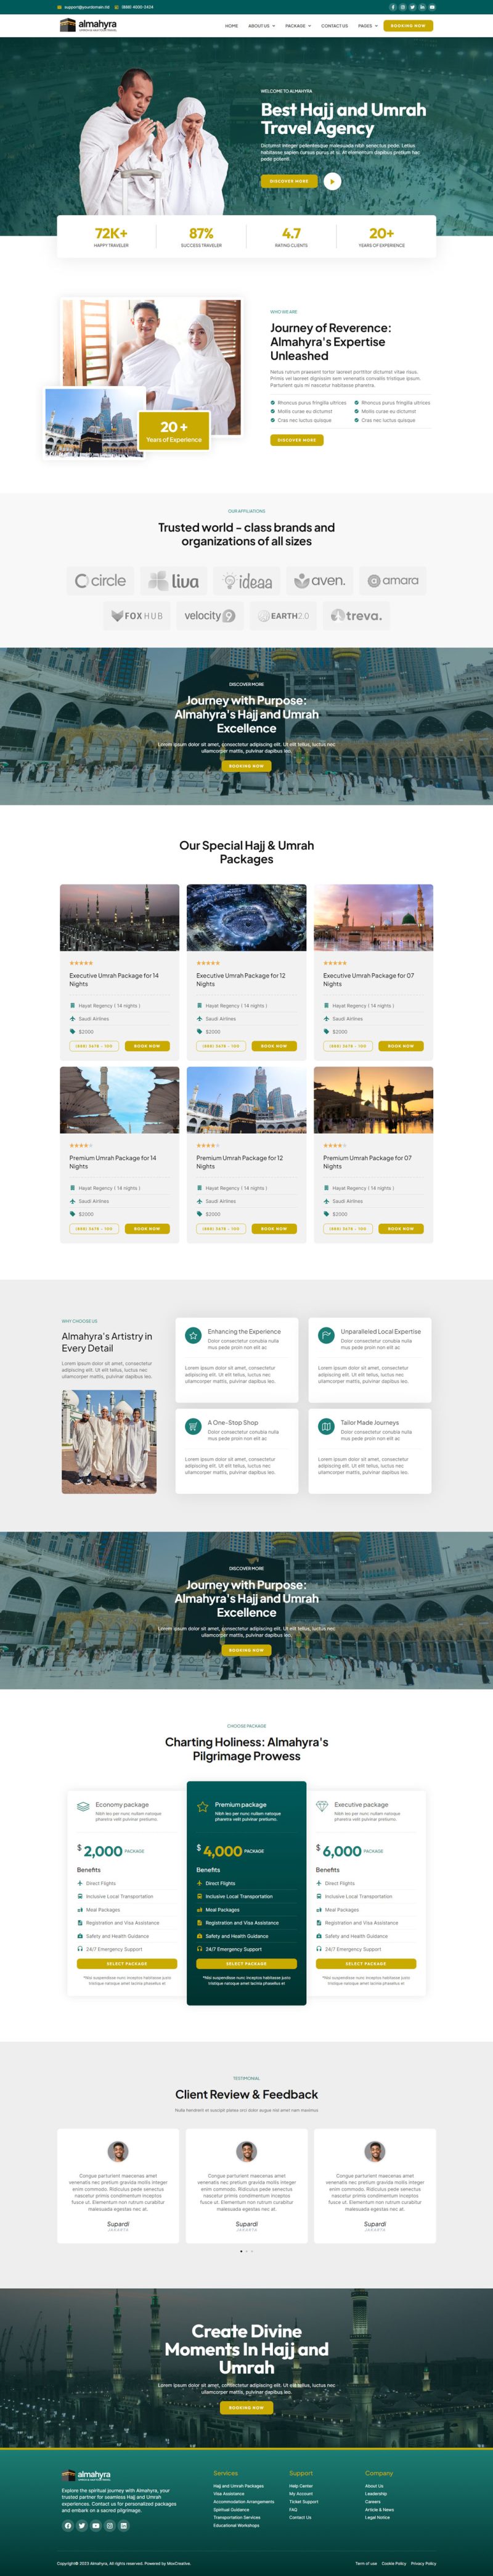 support@yourdomain.tld (888) 4000-2424
almahyra
HOME ABOUT US PACKAGE CONTACT US PAGES BOOKING NOW
WELCOME TO ALMAHYRA
Best Hajj and Umrah
Travel Agency
Dictumst integer pellentesque malesuada nibh senectus pede. Letius
habitasse sapien cursus purus at si. At elementum dapibus pretium hac
pede potenti.
DISCOVER MORE
72K+ 87% 4.7 20+
HAPPY TRAVELER SUCCESS TRAVELER RATING CLIENTS YEARS OF EXPERIENCE
WHO WE ARE
Journey of Reverence:
Almahyra's Expertise
Unleashed
Netus rutrum praesent tortor laoreet porttitor dictumst vitae risus.
Primis vel laoreet dignissim sem venenatis convallis tristique ipsum.
Parturient quis mi nascetur habitasse pharetra.
Rhoncus purus fringilla ultrices Rhoncus purus fringilla ultrices
Mollis curae eu dictumst Mollis curae eu dictumst
Cras nec luctus quisque Cras nec luctus quisque
20 +
Years of Experience
DISCOVER MORE
OUR AFFILIATIONS
Trusted world - class brands and
organizations of all sizes
circle liva ideaa aven. amara
FOXHUB velocity9 EARTH2.0 treva.
DISCOVER MORE
Journey with Purpose:
Almahyra's Hajj and Umrah
Excellence
Lorem ipsum dolor sit amet, consectetur adipiscing elit. Ut elit tellus, luctus nec
ullamcorper mattis, pulvinar dapibus leo.
BOOKING NOW
Our Special Hajj & Umrah
Packages
Executive Umrah Package for 14
Nights
Hayat Regency ( 14 nights )
Saudi Airlines
$2000
(888) 5678 - 100 BOOK NOW
Executive Umrah Package for 12
Nights
Hayat Regency ( 14 nights )
Saudi Airlines
$2000
(888) 5678 - 100 BOOK NOW
Executive Umrah Package for 07
Nights
Hayat Regency ( 14 nights )
Saudi Airlines
$2000
(888) 5678 - 100 BOOK NOW
Premium Umrah Package for 14
Nights
Hayat Regency ( 14 nights )
Saudi Airlines
$2000
(888) 5678 - 100 BOOK NOW
Premium Umrah Package for 12
Nights
Hayat Regency ( 14 nights )
Saudi Airlines
$2000
(888) 5678 - 100 BOOK NOW
Premium Umrah Package for 07
Nights
Hayat Regency ( 14 nights )
Saudi Airlines
$2000
(888) 5678 - 100 BOOK NOW
WHY CHOOSE US
Almahyra's Artistry in
Every Detail
Lorem ipsum dolor sit amet, consectetur
adipiscing elit. Ut elit tellus, luctus nec
ullamcorper mattis, pulvinar dapibus leo.
Enhancing the Experience
Dolor consectetur conubia nulla
mus pede proin non elit ac
Lorem ipsum dolor sit amet, consectetur
adipiscing elit. Ut elit tellus, luctus nec
ullamcorper mattis, pulvinar dapibus leo.
Unparalleled Local Expertise
Dolor consectetur conubia nulla
mus pede proin non elit ac
Lorem ipsum dolor sit amet, consectetur
adipiscing elit. Ut elit tellus, luctus nec
ullamcorper mattis, pulvinar dapibus leo.
A One-Stop Shop
Dolor consectetur conubia nulla
mus pede proin non elit ac
Lorem ipsum dolor sit amet, consectetur
adipiscing elit. Ut elit tellus, luctus nec
ullamcorper mattis, pulvinar dapibus leo.
Tailor Made Journeys
Dolor consectetur conubia nulla
mus pede proin non elit ac
Lorem ipsum dolor sit amet, consectetur
adipiscing elit. Ut elit tellus, luctus nec
ullamcorper mattis, pulvinar dapibus leo.
DISCOVER MORE
Journey with Purpose:
Almahyra's Hajj and Umrah
Excellence
Lorem ipsum dolor sit amet, consectetur adipiscing elit. Ut elit tellus, luctus nec
ullamcorper mattis, pulvinar dapibus leo.
BOOKING NOW
CHOOSE PACKAGE
Charting Holiness: Almahyra's
Pilgrimage Prowess
Economy package
Nibh leo per nunc nullam natoque
pharetra velit pulvinar pretiumo.
$ 2,000 PACKAGE
Benefits
Direct Flights
Inclusive Local Transportation
Meal Packages
Registration and Visa Assistance
Safety and Health Guidance
24/7 Emergency Support
SELECT PACKAGE
*Nisl suspendisse nunc inceptos habitasse justo
tristique natoque amet lacinia phasellus et
Premium package
Nibh leo per nunc nullam natoque
pharetra velit pulvinar pretiumo.
$ 4,000 PACKAGE
Benefits
Direct Flights
Inclusive Local Transportation
Meal Packages
Registration and Visa Assistance
Safety and Health Guidance
24/7 Emergency Support
SELECT PACKAGE
*Nisl suspendisse nunc inceptos habitasse justo
tristique natoque amet lacinia phasellus et
Executive package
Nibh leo per nunc nullam natoque
pharetra velit pulvinar pretiumo.
$ 6,000 PACKAGE
Benefits
Direct Flights
Inclusive Local Transportation
Meal Packages
Registration and Visa Assistance
Safety and Health Guidance
24/7 Emergency Support
SELECT PACKAGE
*Nisl suspendisse nunc inceptos habitasse justo
tristique natoque amet lacinia phasellus et
TESTIMONIAL
Client Review & Feedback
Nulla hendrerit at suscipit platea orci dolor augue nisl amet nam maximus
Congue parturient maecenas amet
venenatis nec pretium gravida mollis integer
enim commodo. Ridiculus pede senectus
nascetur primis condimentum inceptos
fusce ut. Elementum non rutrum curabitur
malesuada egestas nec at.
Supardi
JAKARTA
Congue parturient maecenas amet
venenatis nec pretium gravida mollis integer
enim commodo. Ridiculus pede senectus
nascetur primis condimentum inceptos
fusce ut. Elementum non rutrum curabitur
malesuada egestas nec at.
Supardi
JAKARTA
Congue parturient maecenas amet
venenatis nec pretium gravida mollis integer
enim commodo. Ridiculus pede senectus
nascetur primis condimentum inceptos
fusce ut. Elementum non rutrum curabitur
malesuada egestas nec at.
Supardi
JAKARTA
Create Divine
Moments In Hajj and
Umrah
Lorem ipsum dolor sit amet, consectetur adipiscing elit. Ut elit tellus, luctus nec
ullamcorper mattis, pulvinar dapibus leo.
BOOKING NOW
almahyra
Explore the spiritual journey with Almahyra, your
trusted partner for seamless Hajj and Umrah
experiences. Contact us for personalized packages
and embark on a sacred pilgrimage.
Services
Hajj and Umrah Packages
Visa Assistance
Accommodation Arrangements
Spiritual Guidance
Transportation Services
Educational Workshops
Support
Help Center
My Account
Ticket Support
FAQ
Contact Us
Company
About Us
Leadership
Careers
Article & News
Legal Notice
Copyright© 2023 Almahyra, All rights reserved. Powered by MaxCreative. Term of use Cookie Policy Privacy Policy